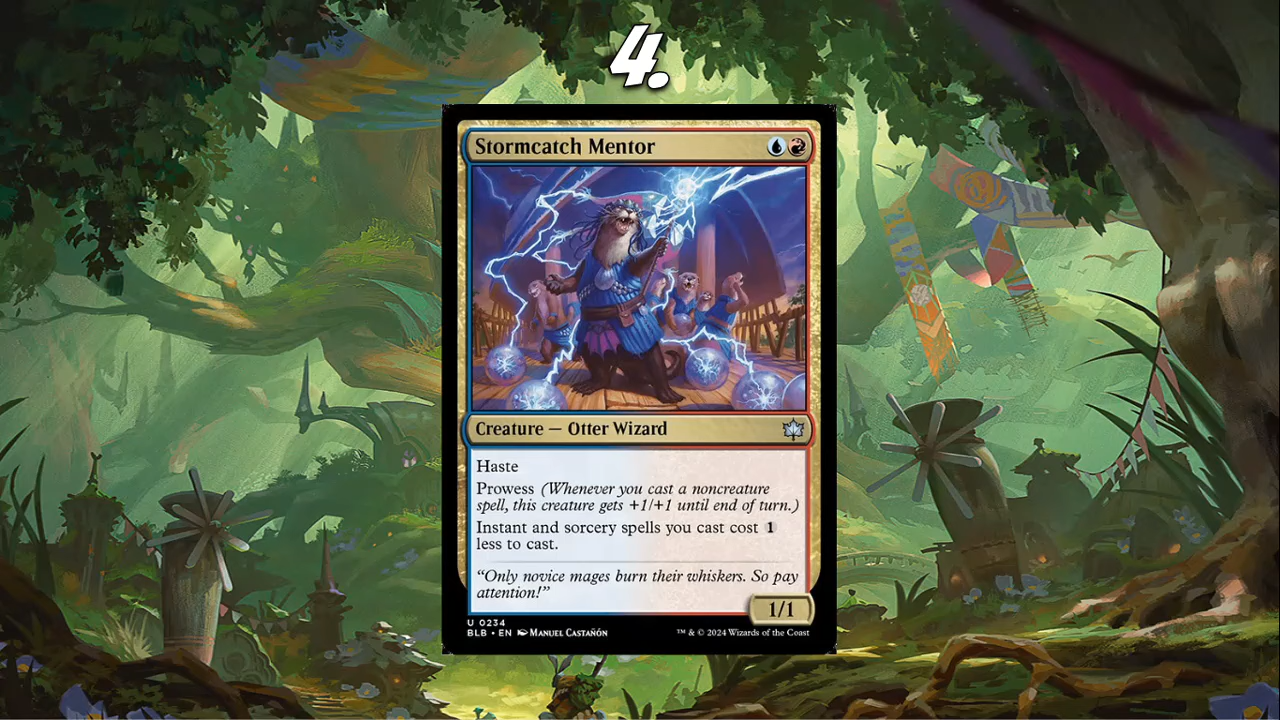 4.
Stormcatch Mentor
Creature — Otter Wizard
Haste
Prowess (Whenever you cast a noncreature
spell, this creature gets +1/+1 until end of turn.)
Instant and sorcery spells you cast cost 1
less to cast.
“Only novice mages burn their whiskers. So pay
attention!”
1/1
U 0234
BLB • EN MANUEL CASTAÑÓN
™ & © 2024 Wizards of the Coast